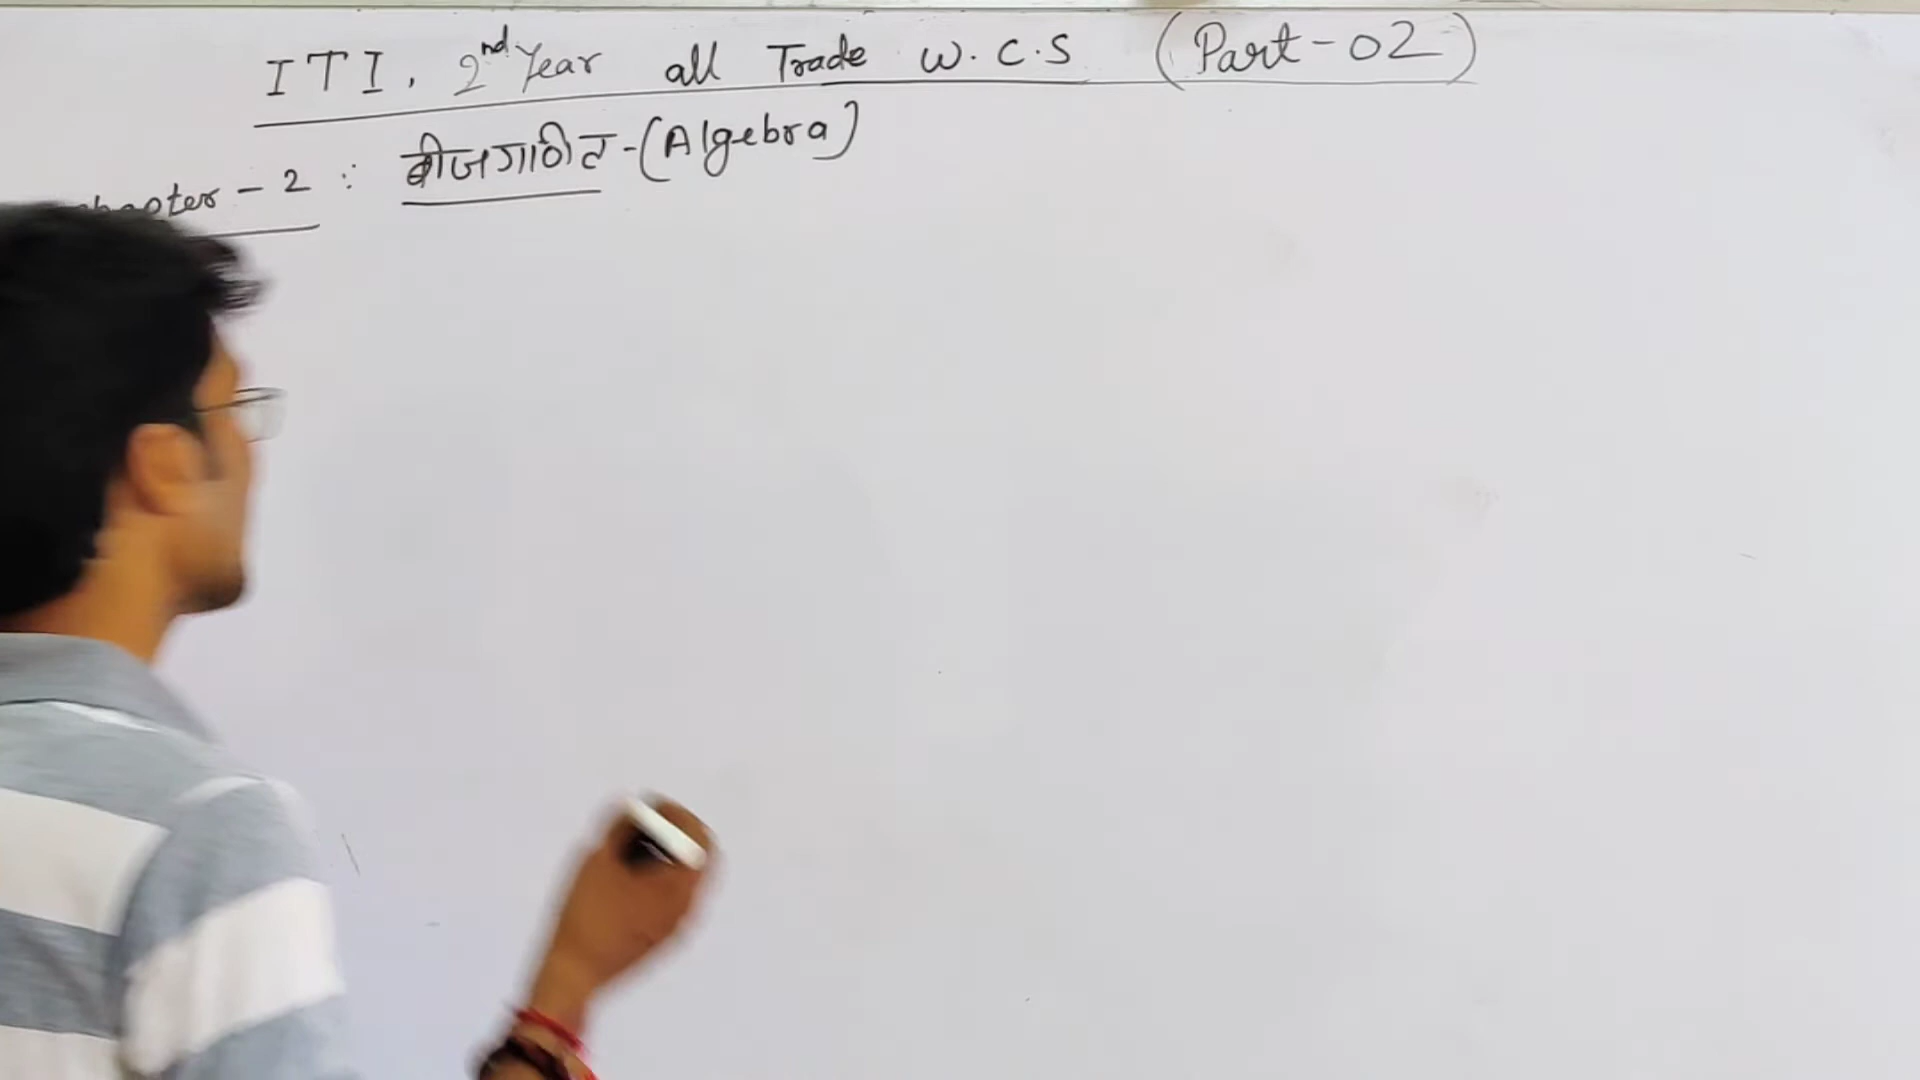 ITI, 2nd Year all Trade W.C.S (Part-02)
chapter - 2 : बीजगणित -(Algebra)